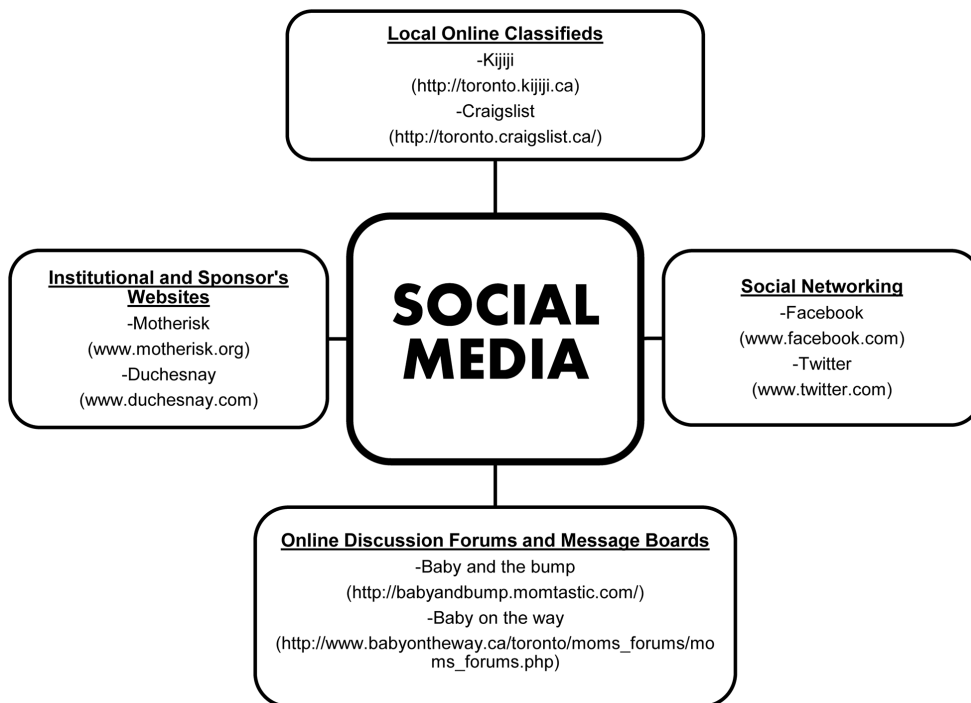 Local Online Classifieds
-Kijiji
(http://toronto.kijiji.ca)
-Craigslist
(http://toronto.craigslist.ca/)
Institutional and Sponsor's
Websites
-Motherisk
(www.motherisk.org)
-Duchesnay
(www.duchesnay.com)
SOCIAL
MEDIA
Social Networking
-Facebook
(www.facebook.com)
-Twitter
(www.twitter.com)
Online Discussion Forums and Message Boards
-Baby and the bump
(http://babyandbump.momtastic.com/)
-Baby on the way
(http://www.babyontheway.ca/toronto/moms_forums/mo
ms_forums.php)